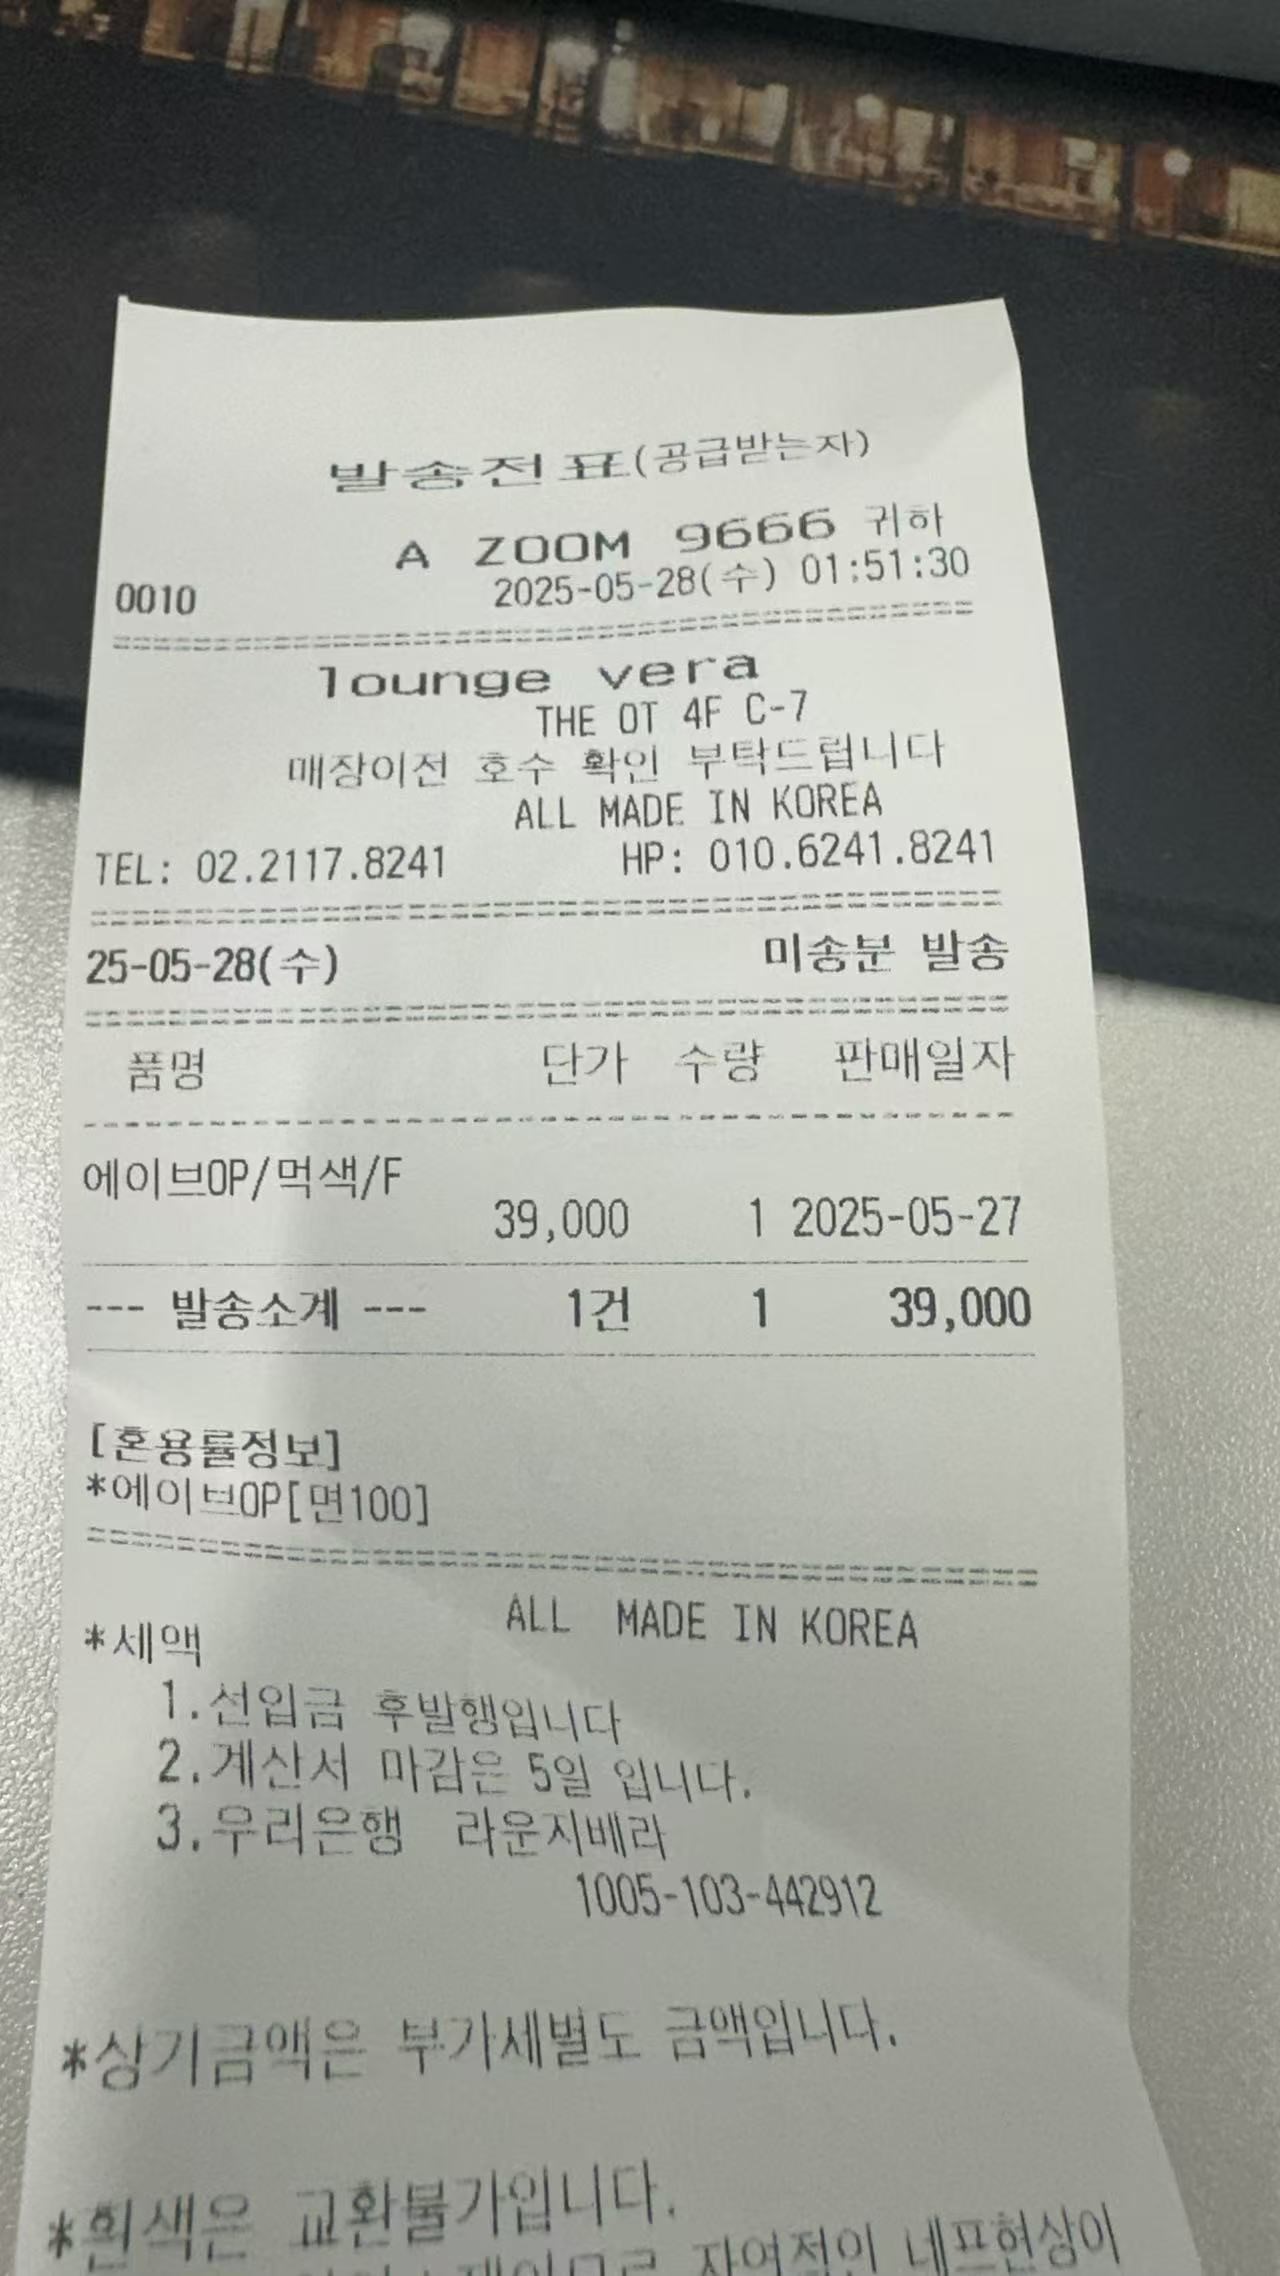 발송전표(공급받는자)
A ZOOM 9666 귀하
0010 2025-05-28(수) 01:51:30
lounge vera
THE OT 4F C-7
매장이전 호수 확인 부탁드립니다
ALL MADE IN KOREA
TEL: 02.2117.8241 HP: 010.6241.8241
25-05-28(수) 미송분 발송
품명 단가 수량 판매일자
에이브OP/먹색/F
39,000 1 2025-05-27
--- 발송소계 --- 1건 1 39,000
[혼용률정보]
*에이브OP[면100]
ALL MADE IN KOREA
*세액
1.선입금 후발행입니다
2.계산서 마감은 5일 입니다.
3.우리은행 라운지베라
1005-103-442912
*상기금액은 부가세별도 금액입니다.
*흰색은 교환불가입니다.
자연적인 네프현상이